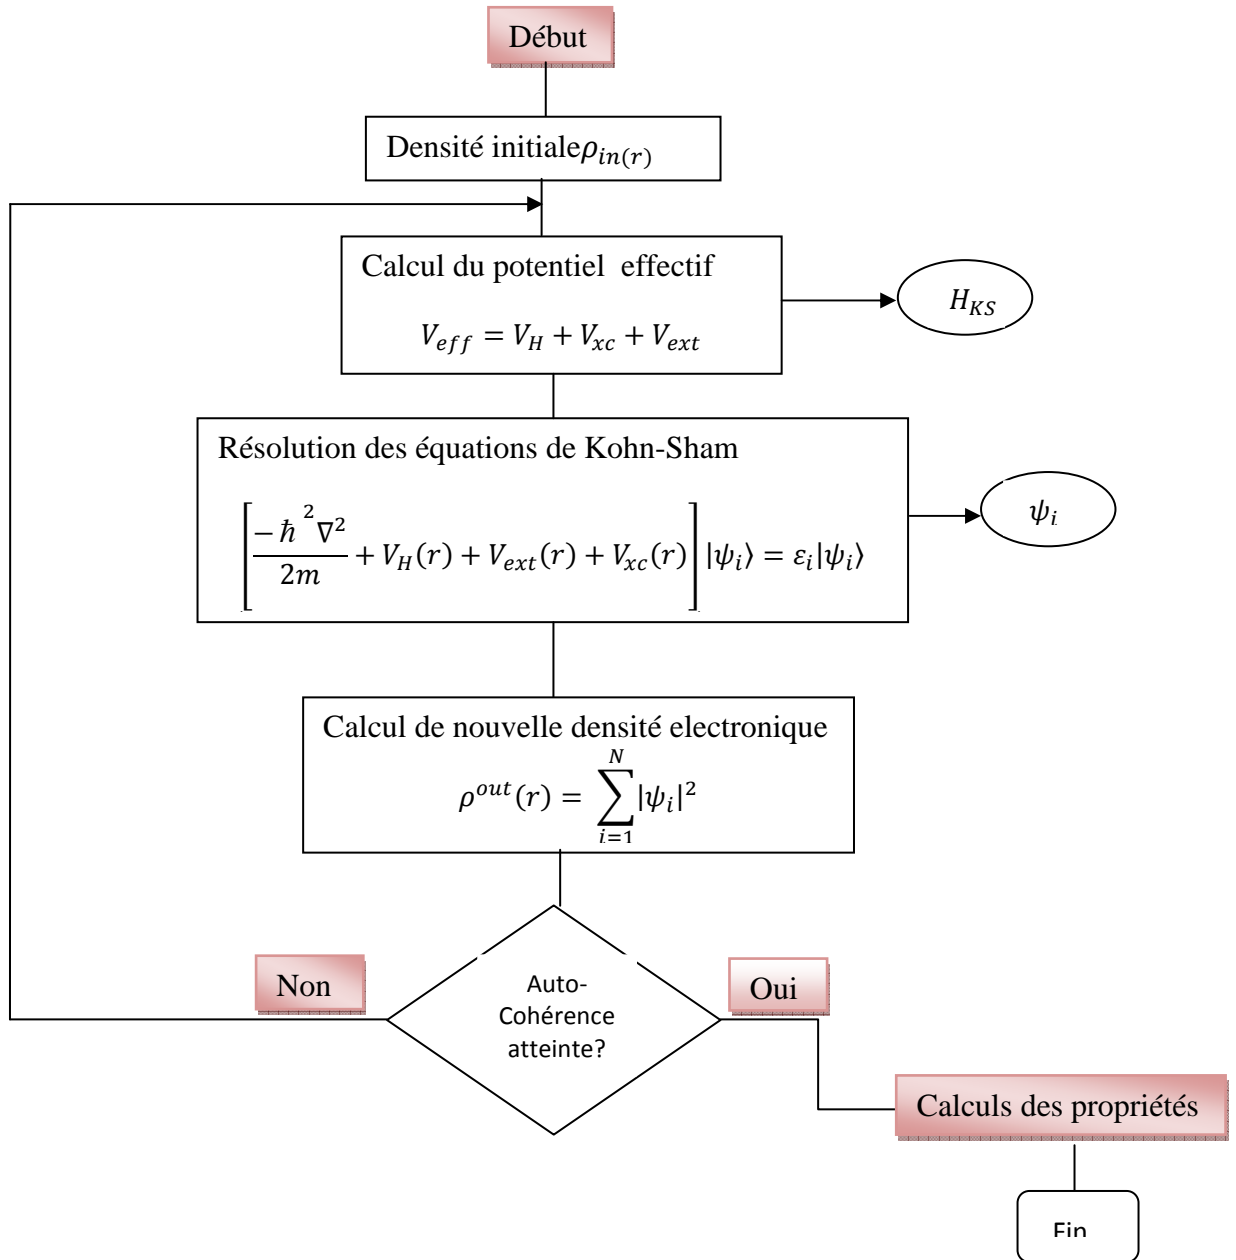 Début
Densité initiale$\rho_{in(r)}$
Calcul du potentiel effectif
$V_{eff} = V_H + V_{xc} + V_{ext}$
$H_{KS}$
Résolution des équations de Kohn-Sham
$\left[\frac{-\hbar^2\nabla^2}{2m} + V_H(r) + V_{ext}(r) + V_{xc}(r)\right]|\psi_i\rangle = \varepsilon_i|\psi_i\rangle$
$\psi_i$
Calcul de nouvelle densité electronique
$\rho^{out}(r) = \sum_{i=1}^{N}|\psi_i|^2$
Non
Oui
Auto-
Cohérence
atteinte?
Calculs des propriétés
Fin